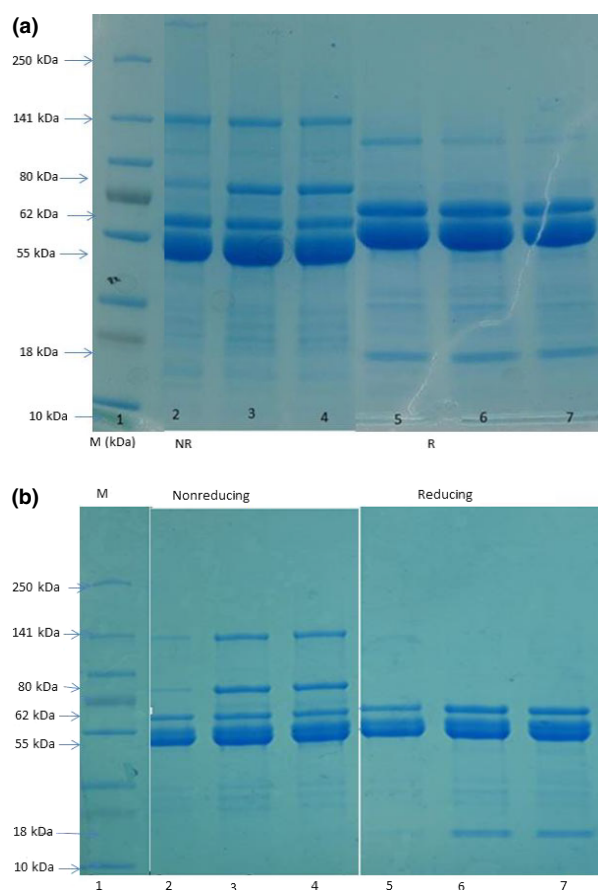 (a)
250 kDa
141 kDa
80 kDa
62 kDa
55 kDa
18 kDa
10 kDa
1 2 3 4 5 6 7
M (kDa) NR R
(b)
M Nonreducing Reducing
250 kDa
141 kDa
80 kDa
62 kDa
55 kDa
18 kDa
10 kDa
1 2 3 4 5 6 7